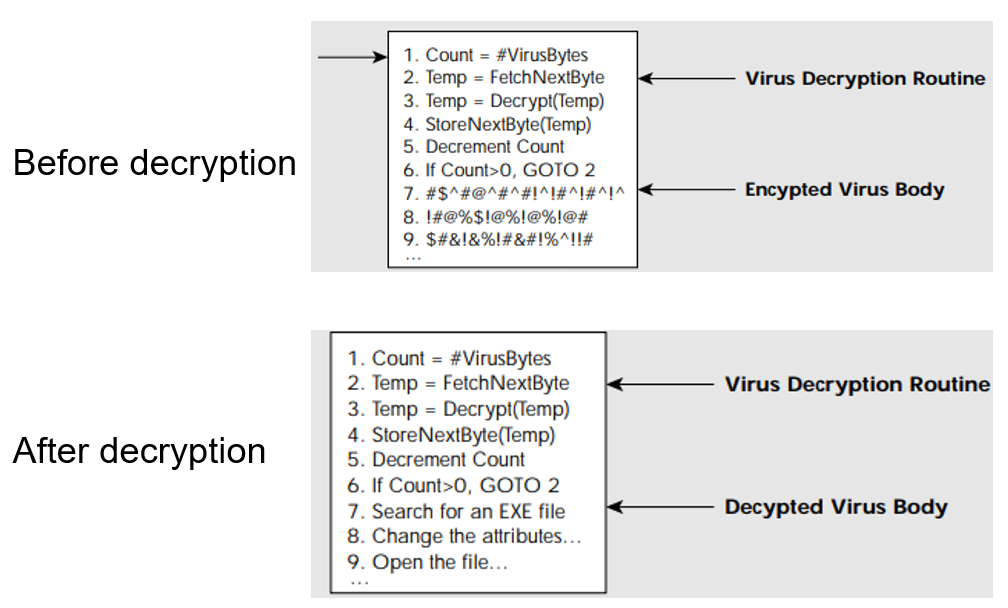 Before decryption
1. Count = #VirusBytes
2. Temp = FetchNextByte
3. Temp = Decrypt(Temp)
4. StoreNextByte(Temp)
5. Decrement Count
6. If Count>0, GOTO 2
7. #$^#@^#^#!^!#^!#^!^
8. !#@%$!@%!@%!@#
9. $#&!&%!#&#!%^!!#
...
Virus Decryption Routine
Encypted Virus Body
After decryption
1. Count = #VirusBytes
2. Temp = FetchNextByte
3. Temp = Decrypt(Temp)
4. StoreNextByte(Temp)
5. Decrement Count
6. If Count>0, GOTO 2
7. Search for an EXE file
8. Change the attributes...
9. Open the file...
...
Virus Decryption Routine
Decypted Virus Body